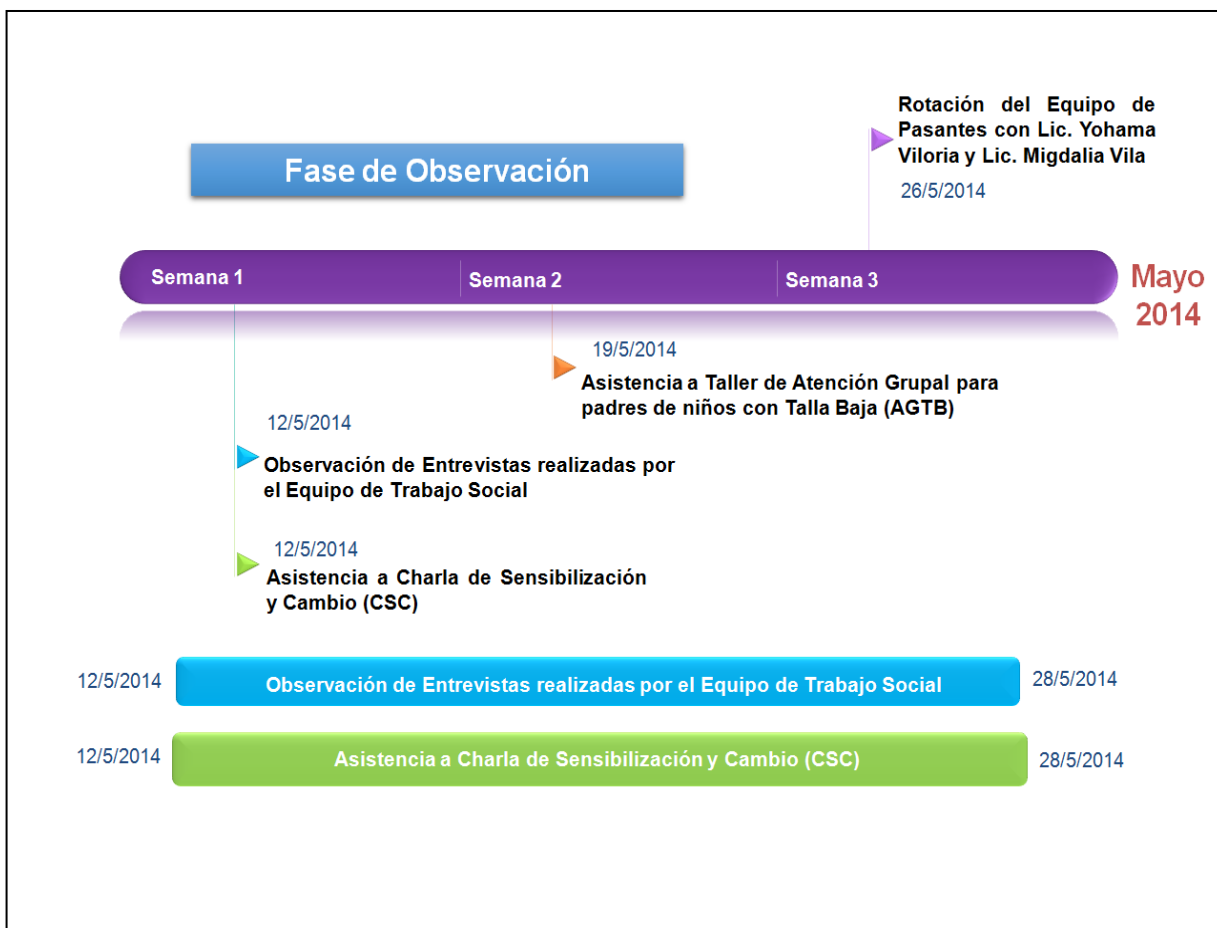 Rotación del Equipo de
Pasantes con Lic. Yohama
Viloria y Lic. Migdalia Vila
26/5/2014
Fase de Observación
Semana 1
Semana 2
Semana 3
Mayo
2014
19/5/2014
Asistencia a Taller de Atención Grupal para
padres de niños con Talla Baja (AGTB)
12/5/2014
Observación de Entrevistas realizadas por
el Equipo de Trabajo Social
12/5/2014
Asistencia a Charla de Sensibilización
y Cambio (CSC)
12/5/2014
Observación de Entrevistas realizadas por el Equipo de Trabajo Social
28/5/2014
12/5/2014
Asistencia a Charla de Sensibilización y Cambio (CSC)
28/5/2014